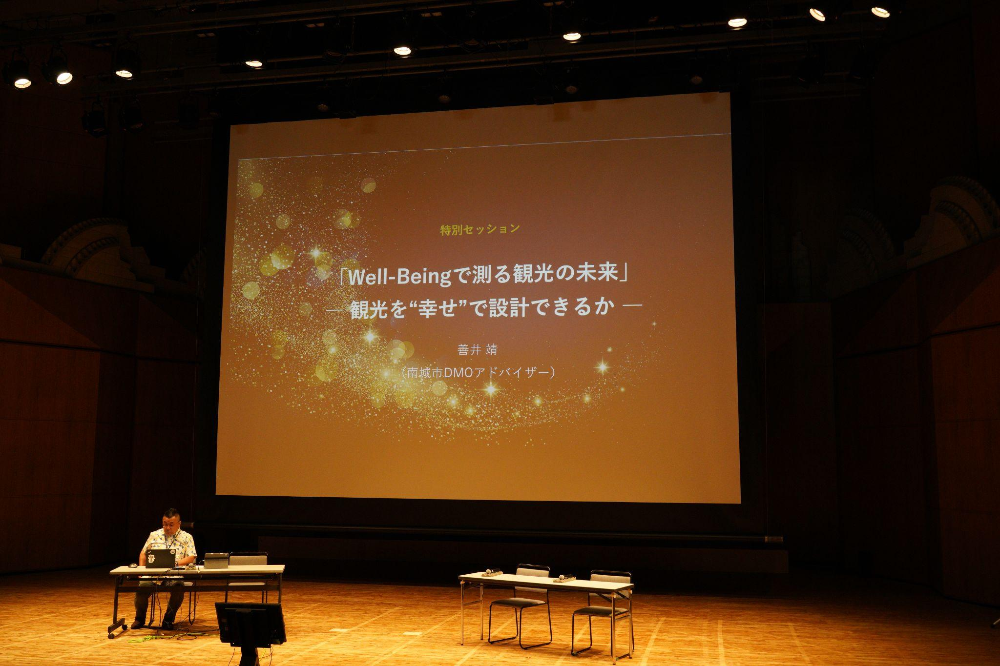 特別セッション
「Well-Beingで測る観光の未来」
― 観光を“幸せ”で設計できるか ―
善井 靖
（南城市DMOアドバイザー）